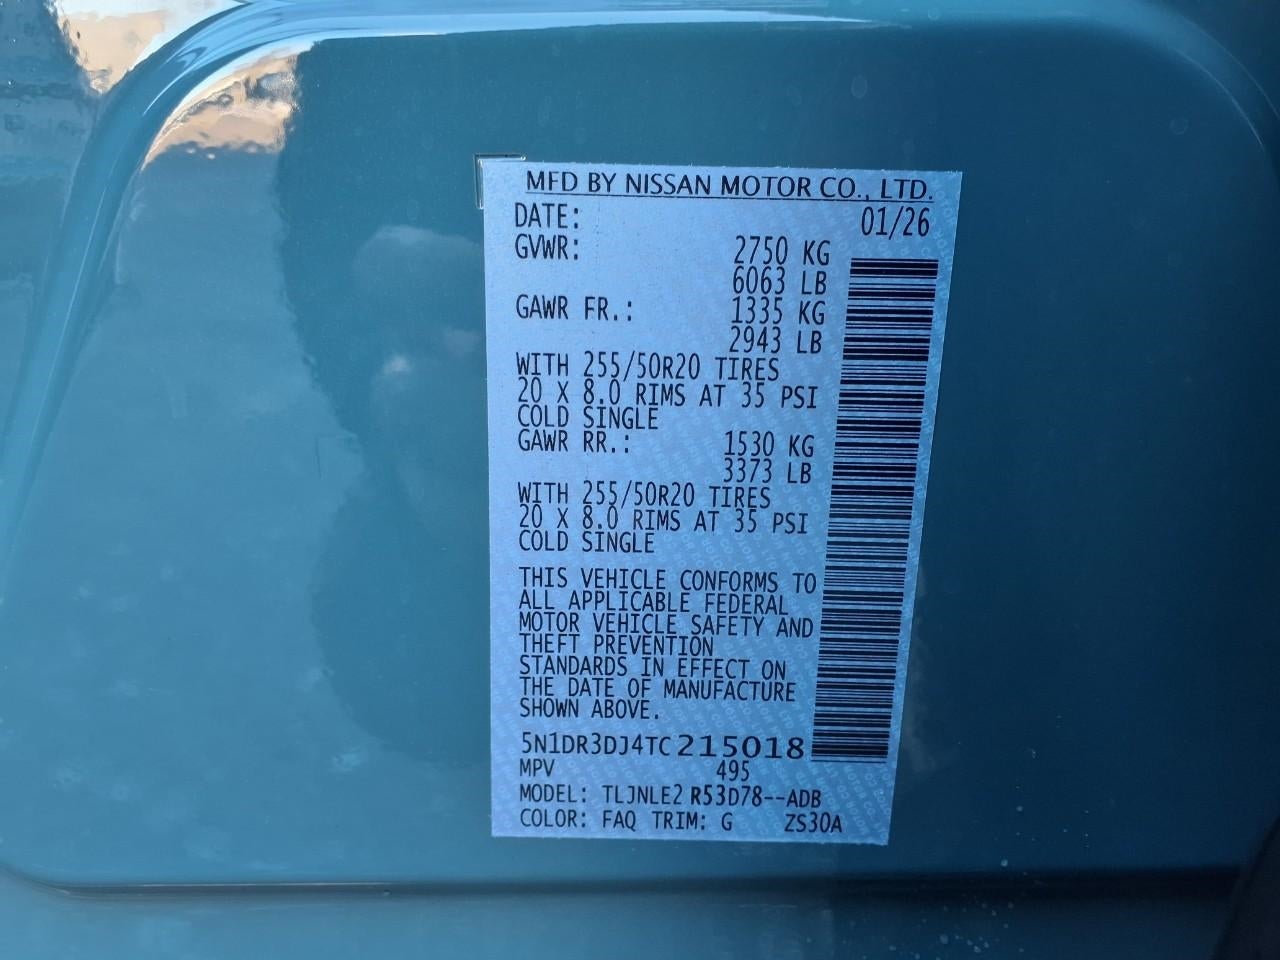 MFD BY NISSAN MOTOR CO., LTD.
DATE: 01/26
GVWR: 2750 KG
6063 LB
GAWR FR.: 1335 KG
2943 LB
WITH 255/50R20 TIRES
20 X 8.0 RIMS AT 35 PSI
COLD SINGLE
GAWR RR.: 1530 KG
3373 LB
WITH 255/50R20 TIRES
20 X 8.0 RIMS AT 35 PSI
COLD SINGLE
THIS VEHICLE CONFORMS TO
ALL APPLICABLE FEDERAL
MOTOR VEHICLE SAFETY AND
THEFT PREVENTION
STANDARDS IN EFFECT ON
THE DATE OF MANUFACTURE
SHOWN ABOVE.
5N1DR3DJ4TC215018
MPV 495
MODEL: TLJNLE2 R53D78--ADB
COLOR: FAQ TRIM: G ZS30A